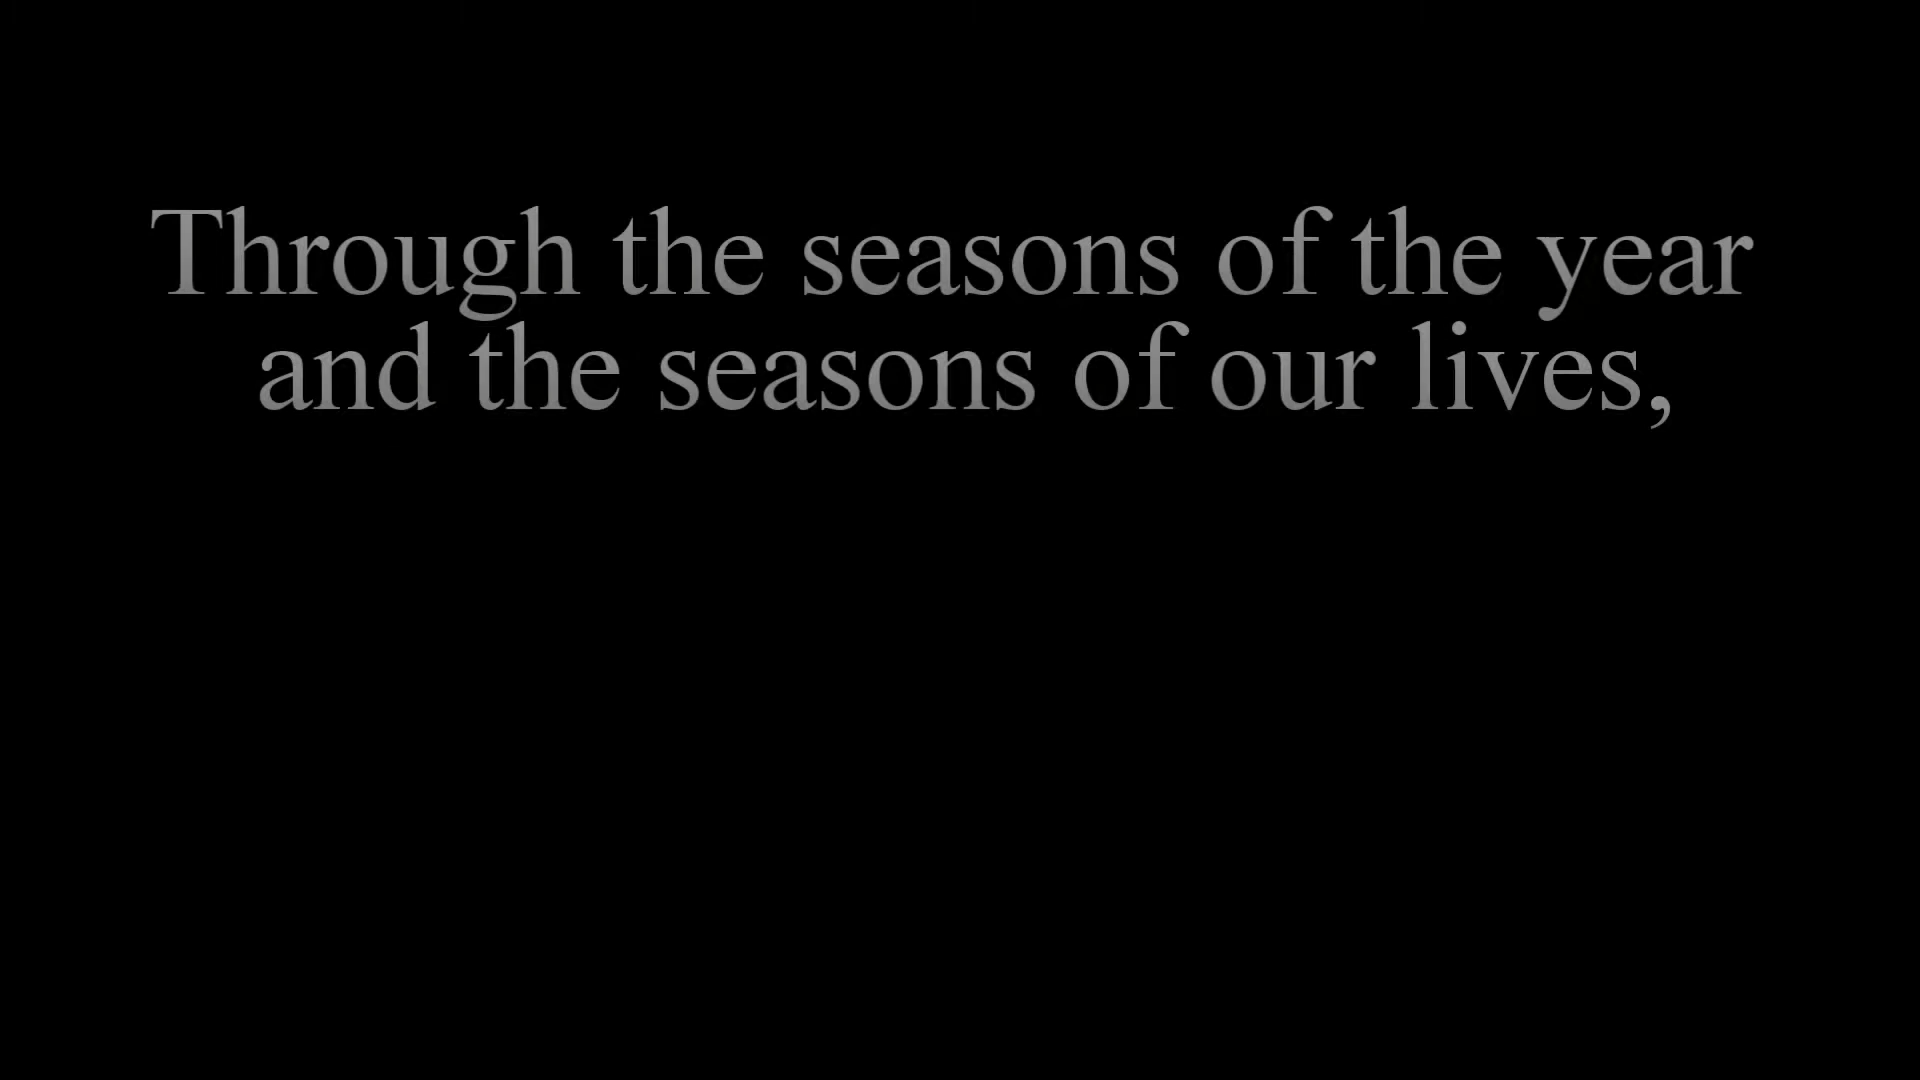 Through the seasons of the year
and the seasons of our lives,